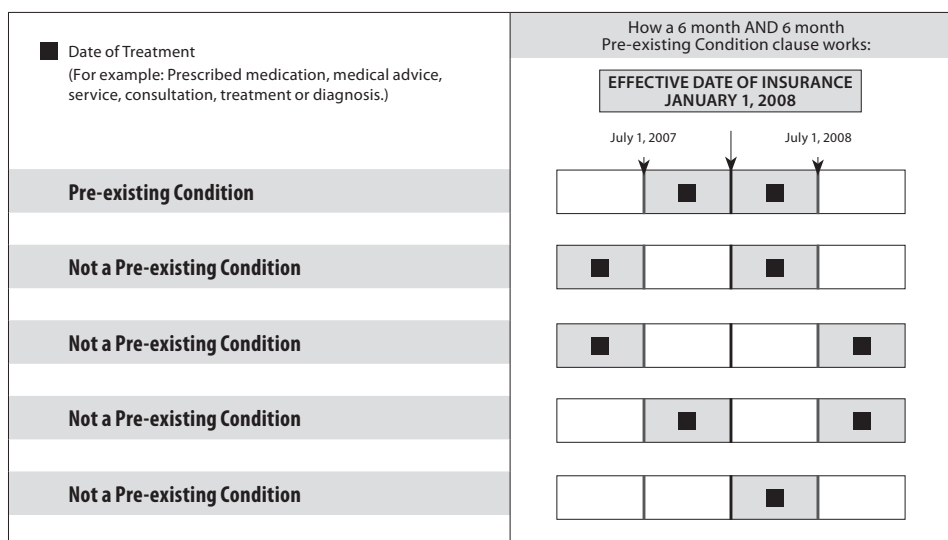 Date of Treatment
(For example: Prescribed medication, medical advice,
service, consultation, treatment or diagnosis.)
How a 6 month AND 6 month
Pre-existing Condition clause works:
EFFECTIVE DATE OF INSURANCE
JANUARY 1, 2008
July 1, 2007
July 1, 2008
Pre-existing Condition
Not a Pre-existing Condition
Not a Pre-existing Condition
Not a Pre-existing Condition
Not a Pre-existing Condition